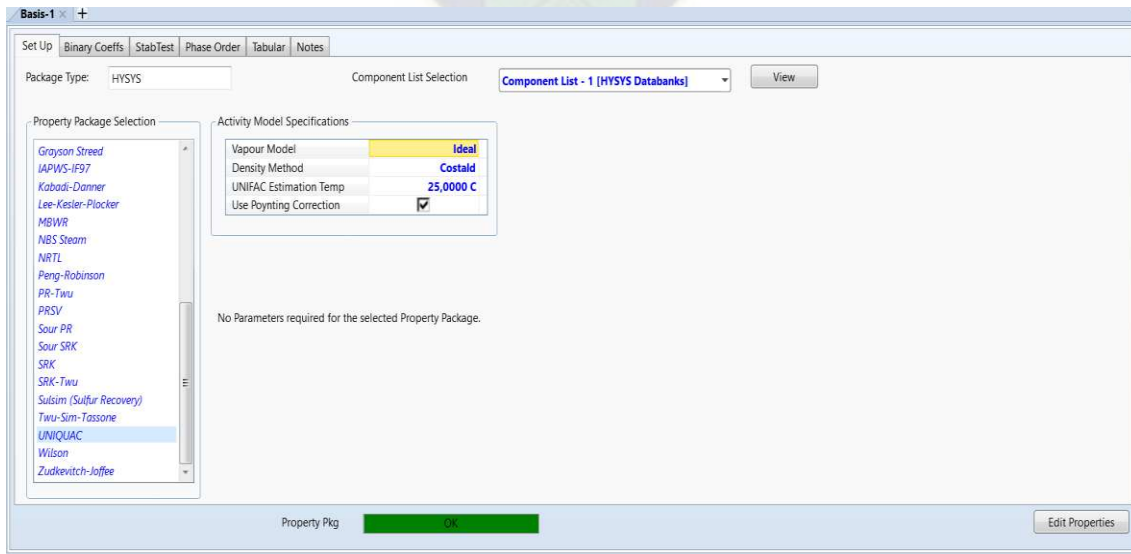 Basis-1 × +
Set Up Binary Coeffs StabTest Phase Order Tabular Notes
Package Type: HYSYS Component List Selection Component List - 1 [HYSYS Databanks] View
Property Package Selection
Grayson Streed
IAPWS-IF97
Kabadi-Danner
Lee-Kesler-Plocker
MBWR
NBS Steam
NRTL
Peng-Robinson
PR-Twu
PRSV
Sour PR
Sour SRK
SRK
SRK-Twu
Sulsim (Sulfur Recovery)
Twu-Sim-Tassone
UNIQUAC
Wilson
Zudkevitch-Joffee
Activity Model Specifications
Vapour Model Ideal
Density Method Costald
UNIFAC Estimation Temp 25,0000 C
Use Poynting Correction
No Parameters required for the selected Property Package.
Property Pkg OK Edit Properties